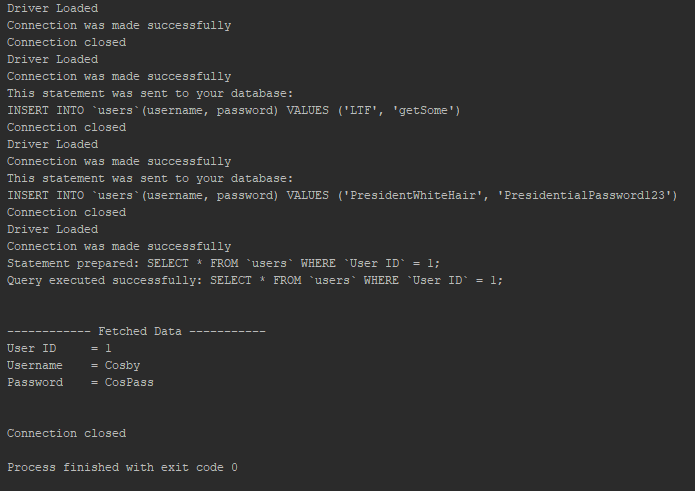 Driver Loaded
Connection was made successfully
Connection closed
Driver Loaded
Connection was made successfully
This statement was sent to your database:
INSERT INTO `users`(username, password) VALUES ('LTF', 'getSome')
Connection closed
Driver Loaded
Connection was made successfully
This statement was sent to your database:
INSERT INTO `users`(username, password) VALUES ('PresidentWhiteHair', 'PresidentialPassword123')
Connection closed
Driver Loaded
Connection was made successfully
Statement prepared: SELECT * FROM `users` WHERE `User ID` = 1;
Query executed successfully: SELECT * FROM `users` WHERE `User ID` = 1;
------------ Fetched Data -----------
User ID     = 1
Username    = Cosby
Password    = CosPass
Connection closed
Process finished with exit code 0